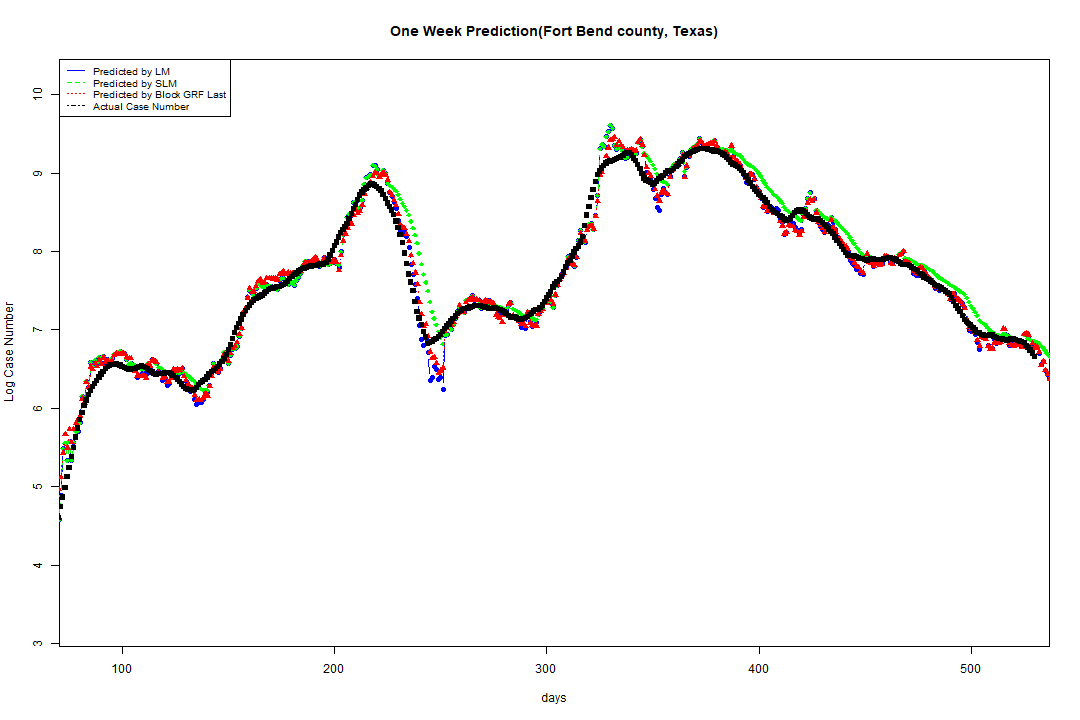 One Week Prediction(Fort Bend county, Texas)
Predicted by LM
Predicted by SLM
Predicted by Block GRF Last
Actual Case Number
Log Case Number
10
9
8
7
6
5
4
3
100 200 300 400 500
days